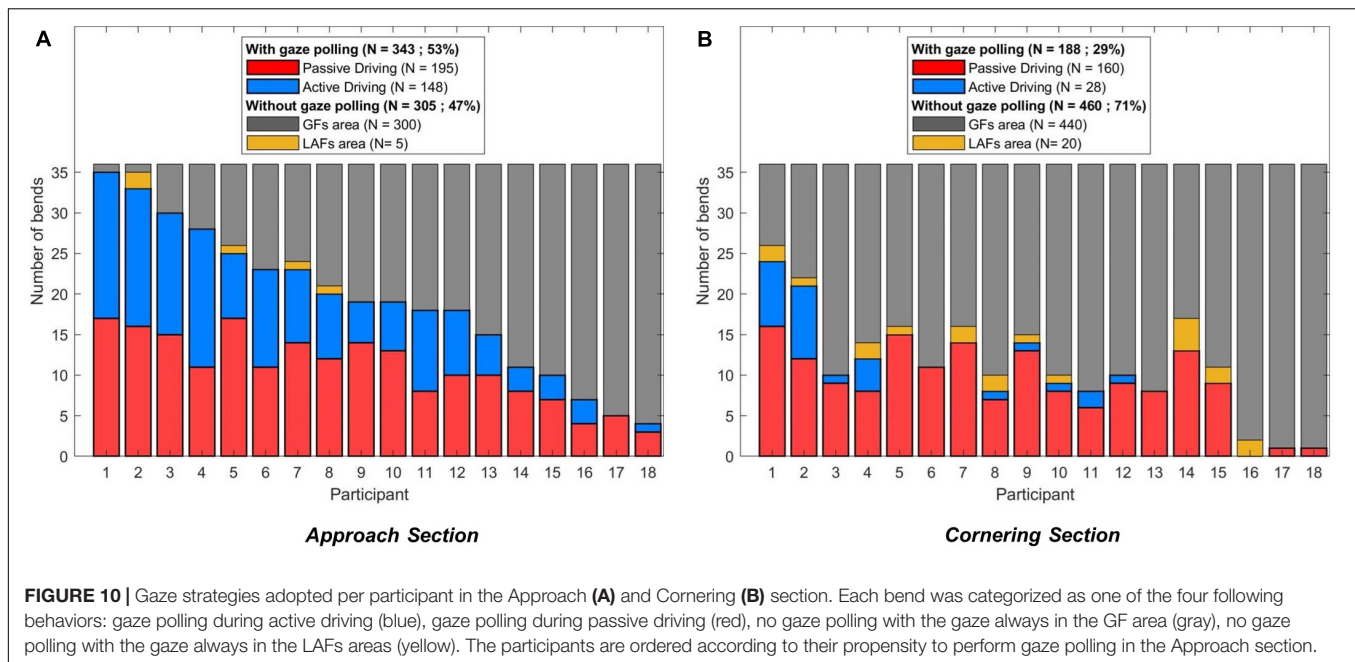 A
With gaze polling (N = 343 ; 53%)
Passive Driving (N = 195)
Active Driving (N = 148)
Without gaze polling (N = 305 ; 47%)
GFs area (N = 300)
LAFs area (N= 5)
Number of bends
35
30
25
20
15
10
5
0
1 2 3 4 5 6 7 8 9 10 11 12 13 14 15 16 17 18
Participant
Approach Section
B
With gaze polling (N = 188 ; 29%)
Passive Driving (N = 160)
Active Driving (N = 28)
Without gaze polling (N = 460 ; 71%)
GFs area (N = 440)
LAFs area (N= 20)
Number of bends
35
30
25
20
15
10
5
0
1 2 3 4 5 6 7 8 9 10 11 12 13 14 15 16 17 18
Participant
Cornering Section
FIGURE 10 | Gaze strategies adopted per participant in the Approach (A) and Cornering (B) section. Each bend was categorized as one of the four following
behaviors: gaze polling during active driving (blue), gaze polling during passive driving (red), no gaze polling with the gaze always in the GF area (gray), no gaze
polling with the gaze always in the LAFs areas (yellow). The participants are ordered according to their propensity to perform gaze polling in the Approach section.